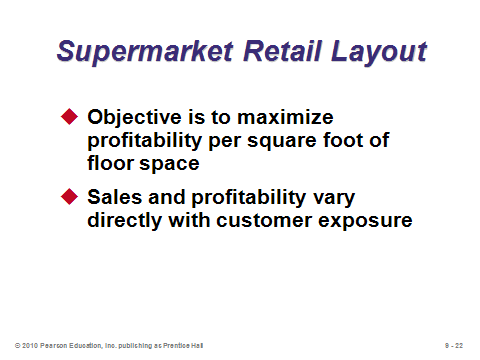 Supermarket Retail Layout
Objective is to maximize
profitability per square foot of
floor space
Sales and profitability vary
directly with customer exposure
© 2010 Pearson Education, Inc. publishing as Prentice Hall
9 - 22